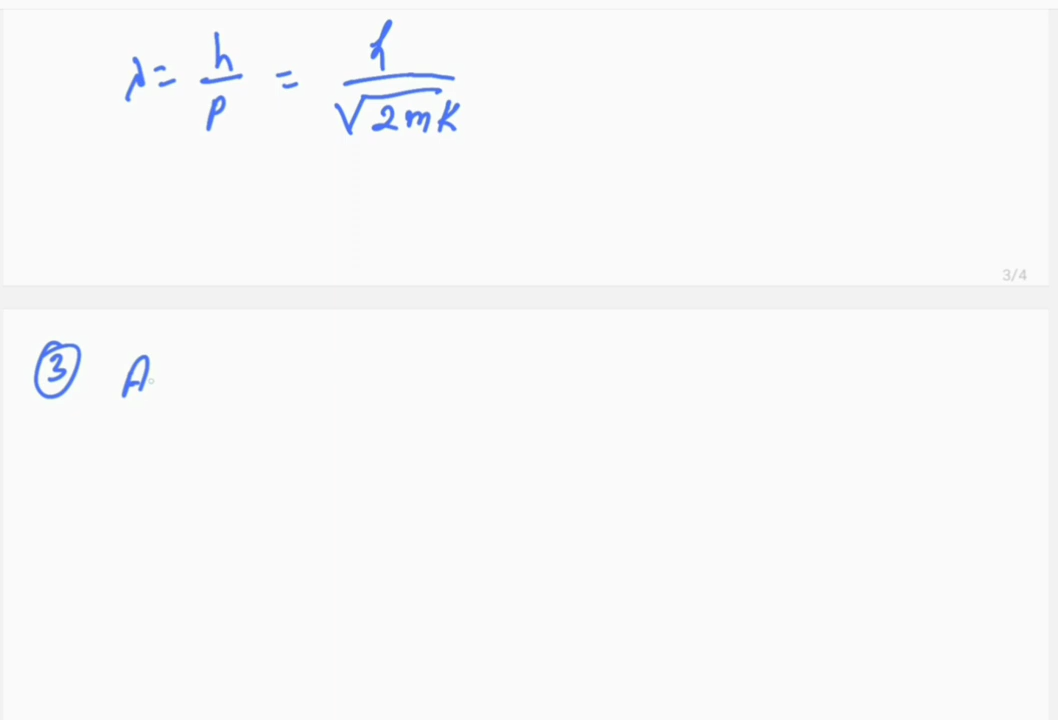 λ = h/p = h/√2mK
3/4
③ A